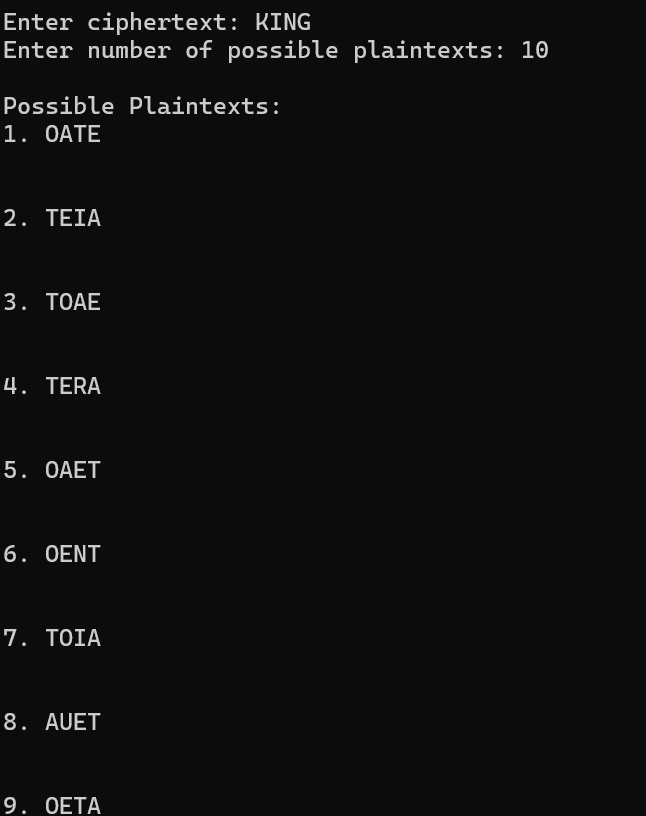 Enter ciphertext: KING
Enter number of possible plaintexts: 10
Possible Plaintexts:
1. OATE
2. TEIA
3. TOAE
4. TERA
5. OAET
6. OENT
7. TOIA
8. AUET
9. OETA